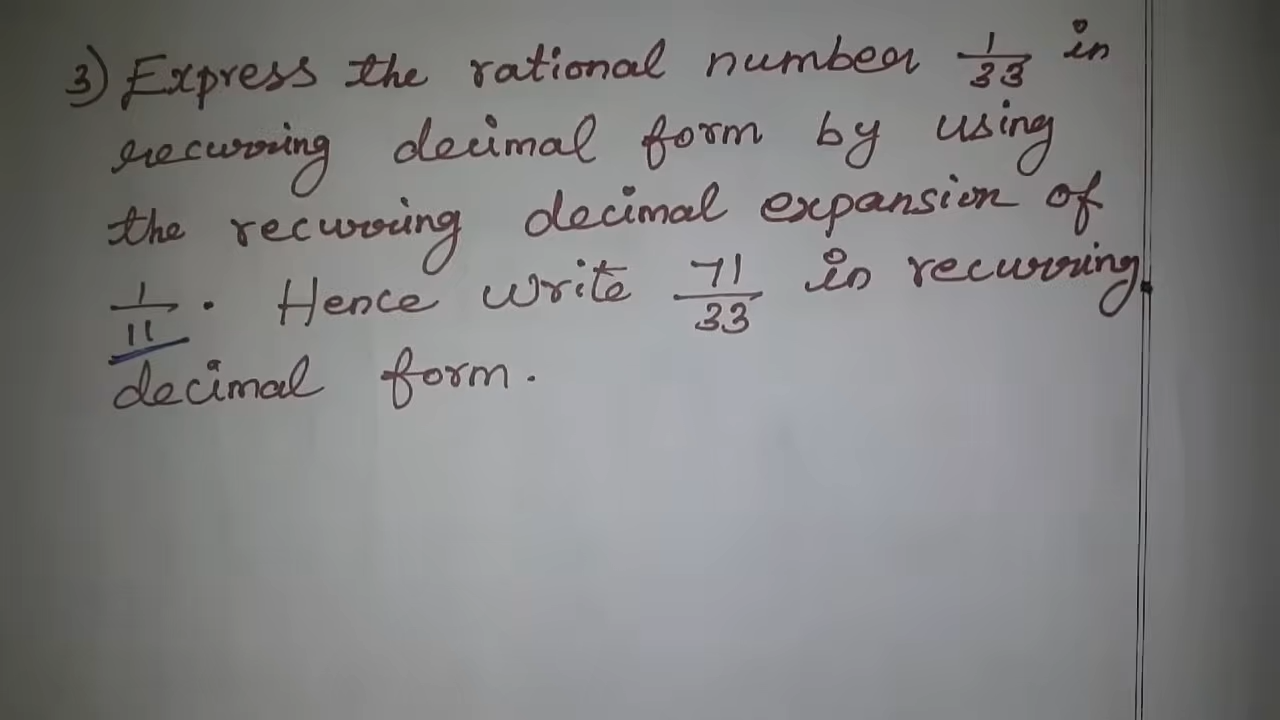 3) Express the rational number 1/33 in
recurring decimal form by using
the recurring decimal expansion of
1/11. Hence write 71/33 in recurring
decimal form.